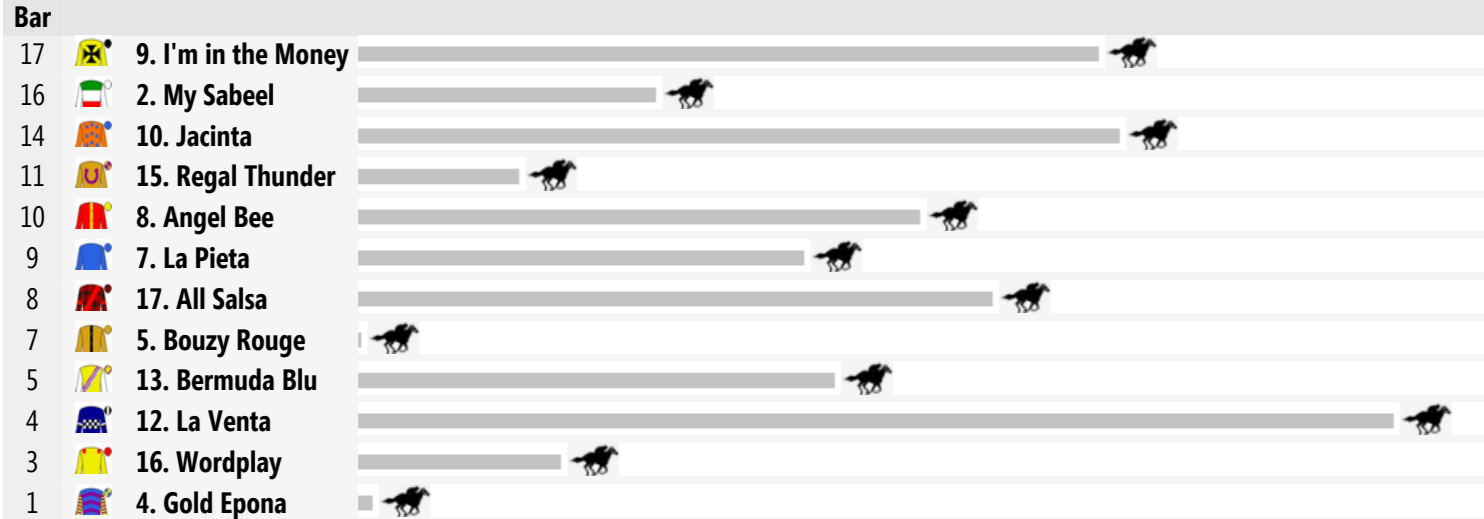 Bar
17 9. I'm in the Money
16 2. My Sabeel
14 10. Jacinta
11 15. Regal Thunder
10 8. Angel Bee
9 7. La Pieta
8 17. All Salsa
7 5. Bouzy Rouge
5 13. Bermuda Blu
4 12. La Venta
3 16. Wordplay
1 4. Gold Epona